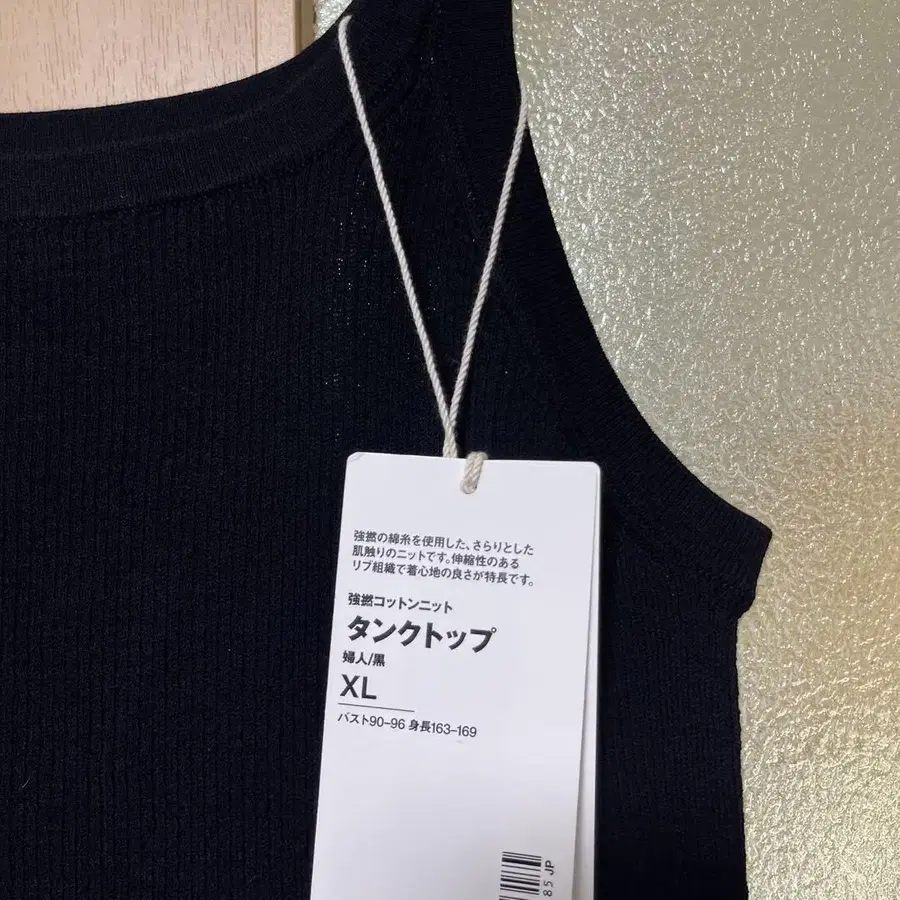 強撚の綿糸を使用した、さらりとした
肌触りのニットです。伸縮性のある
リブ組織で着心地の良さが特長です。
強撚コットンニット
タンクトップ
婦人/黒
XL
バスト90-96 身長163-169
85 JP